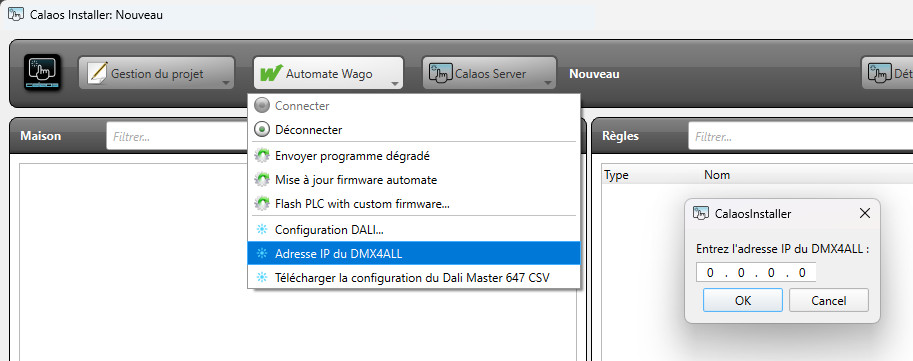 Calaos Installer: Nouveau
Gestion du projet
Automate Wago
Calaos Server
Nouveau
Connecter
Déconnecter
Envoyer programme dégradé
Mise à jour firmware automate
Flash PLC with custom firmware...
Configuration DALI...
Adresse IP du DMX4ALL
Télécharger la configuration du Dali Master 647 CSV
Maison
Filtrer...
Règles
Filtrer...
Type Nom
CalaosInstaller
Entrez l'adresse IP du DMX4ALL :
0 . 0 . 0 . 0
OK Cancel